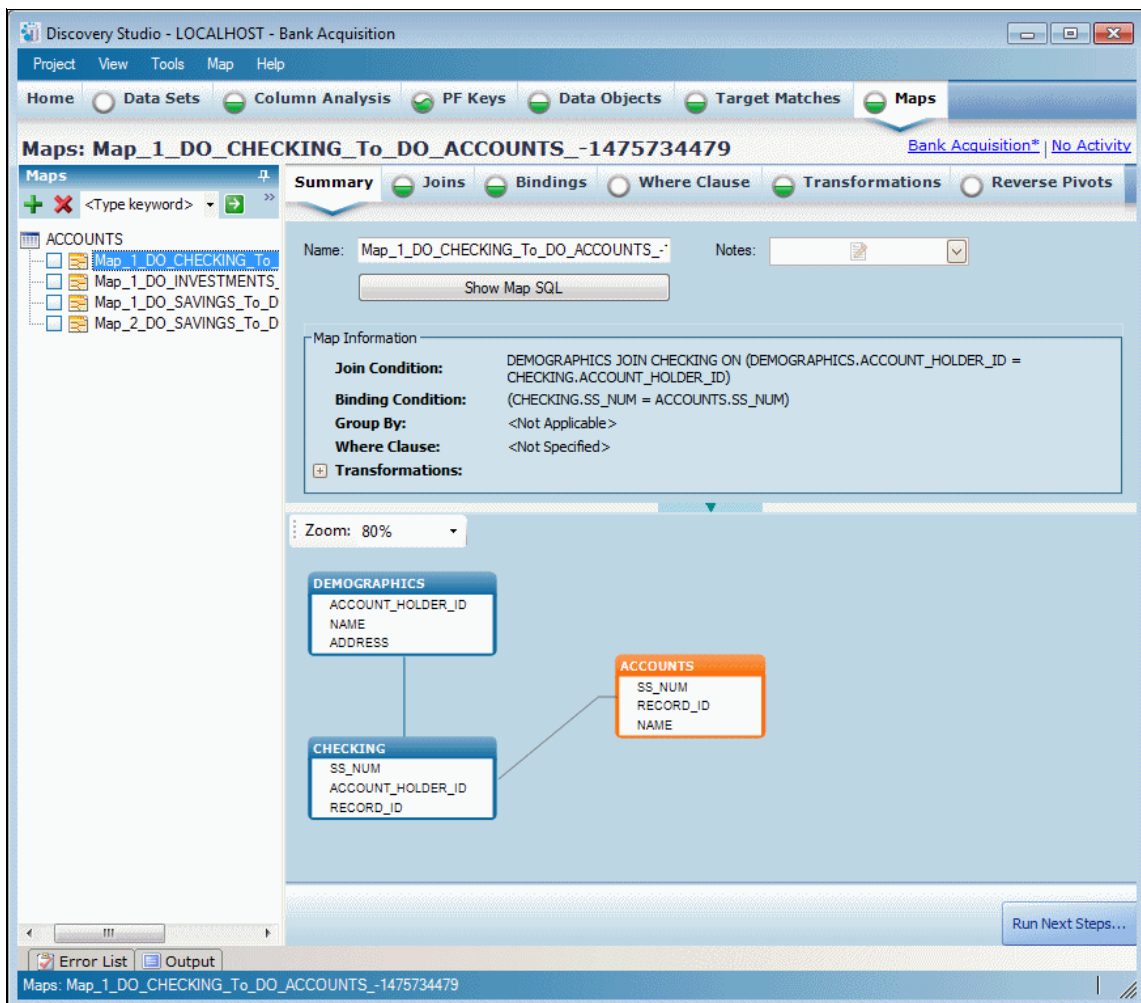 Discovery Studio - LOCALHOST - Bank Acquisition
Project View Tools Map Help
Home Data Sets Column Analysis PF Keys Data Objects Target Matches Maps
Maps: Map_1_DO_CHECKING_To_DO_ACCOUNTS_-1475734479
Bank Acquisition* | No Activity
Maps
<Type keyword>
ACCOUNTS
Map_1_DO_CHECKING_To_
Map_1_DO_INVESTMENTS_
Map_1_DO_SAVINGS_To_D
Map_2_DO_SAVINGS_To_D
Summary Joins Bindings Where Clause Transformations Reverse Pivots
Name: Map_1_DO_CHECKING_To_DO_ACCOUNTS_-1 Notes:
Show Map SQL
Map Information
Join Condition: DEMOGRAPHICS JOIN CHECKING ON (DEMOGRAPHICS.ACCOUNT_HOLDER_ID =
CHECKING.ACCOUNT_HOLDER_ID)
Binding Condition: (CHECKING.SS_NUM = ACCOUNTS.SS_NUM)
Group By: <Not Applicable>
Where Clause: <Not Specified>
Transformations:
Zoom: 80%
DEMOGRAPHICS
ACCOUNT_HOLDER_ID
NAME
ADDRESS
ACCOUNTS
SS_NUM
RECORD_ID
NAME
CHECKING
SS_NUM
ACCOUNT_HOLDER_ID
RECORD_ID
Run Next Steps...
Error List Output
Maps: Map_1_DO_CHECKING_To_DO_ACCOUNTS_-1475734479